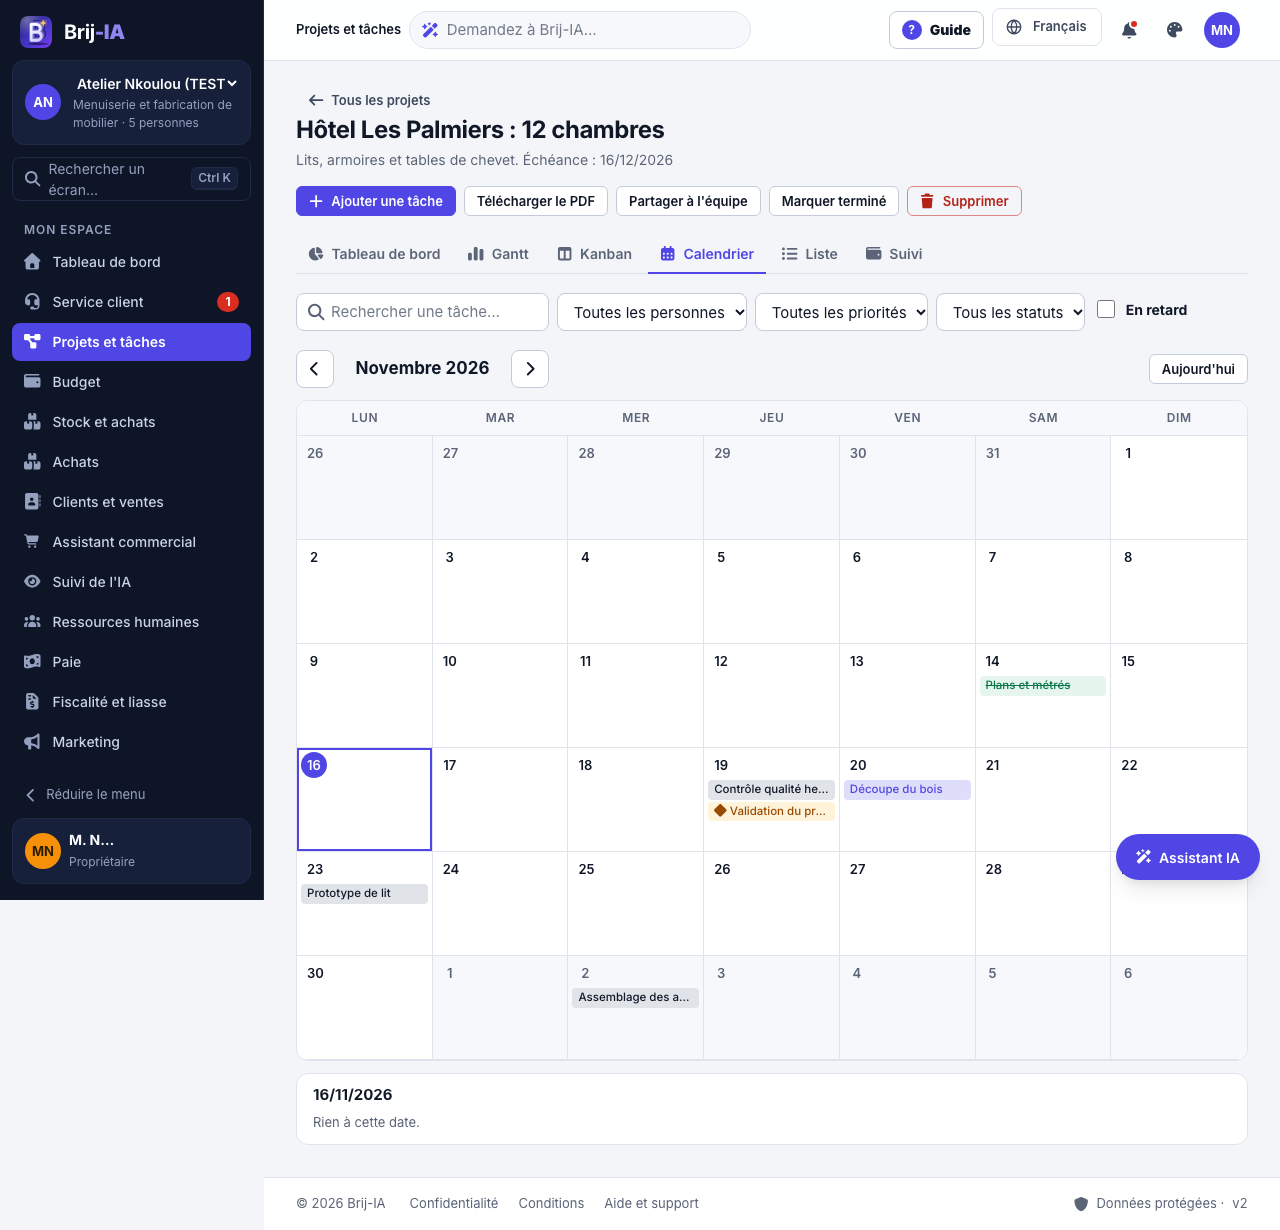 Brij-IA
Projets et tâches
Demandez à Brij-IA...
? Guide
Français
MN
AN
Atelier Nkoulou (TEST
Menuiserie et fabrication de
mobilier · 5 personnes
Rechercher un
écran...
Ctrl K
MON ESPACE
Tableau de bord
Service client
1
Projets et tâches
Budget
Stock et achats
Achats
Clients et ventes
Assistant commercial
Suivi de l'IA
Ressources humaines
Paie
Fiscalité et liasse
Marketing
Réduire le menu
MN
M. N...
Propriétaire
Tous les projets
Hôtel Les Palmiers : 12 chambres
Lits, armoires et tables de chevet. Échéance : 16/12/2026
Ajouter une tâche
Télécharger le PDF
Partager à l'équipe
Marquer terminé
Supprimer
Tableau de bord
Gantt
Kanban
Calendrier
Liste
Suivi
Rechercher une tâche...
Toutes les personnes
Toutes les priorités
Tous les statuts
En retard
Novembre 2026
Aujourd'hui
LUN MAR MER JEU VEN SAM DIM
26 27 28 29 30 31 1
2 3 4 5 6 7 8
9 10 11 12 13 14 15
Plans et métrés
16 17 18 19 20 21 22
Contrôle qualité he... Découpe du bois
Validation du pr...
23 24 25 26 27 28
Prototype de lit
Assistant IA
30 1 2 3 4 5 6
Assemblage des a...
16/11/2026
Rien à cette date.
© 2026 Brij-IA Confidentialité Conditions Aide et support
Données protégées · v2